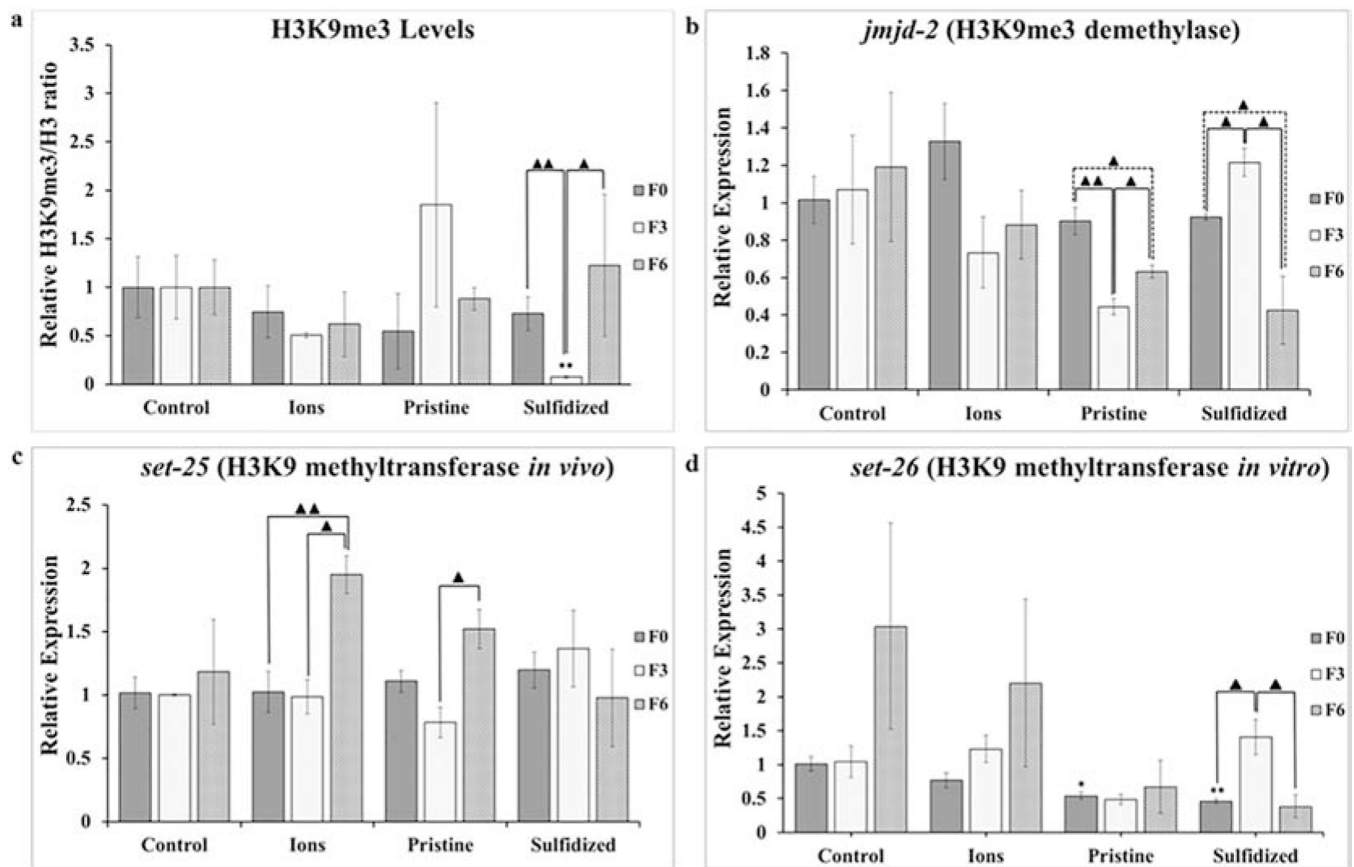 a
H3K9me3 Levels
Relative H3K9me3/H3 ratio
3.5
3
2.5
2
1.5
1
0.5
0
▲▲ ▲
**
Control Ions Pristine Sulfidized
F0
F3
F6
b
jmjd-2 (H3K9me3 demethylase)
Relative Expression
1.8
1.6
1.4
1.2
1
0.8
0.6
0.4
0.2
0
▲
▲▲ ▲
▲
▲ ▲
Control Ions Pristine Sulfidized
F0
F3
F6
c
set-25 (H3K9 methyltransferase in vivo)
Relative Expression
2.5
2
1.5
1
0.5
0
▲▲
▲
▲
Control Ions Pristine Sulfidized
F0
F3
F6
d
set-26 (H3K9 methyltransferase in vitro)
Relative Expression
5
4.5
4
3.5
3
2.5
2
1.5
1
0.5
0
▲ ▲
*
**
Control Ions Pristine Sulfidized
F0
F3
F6